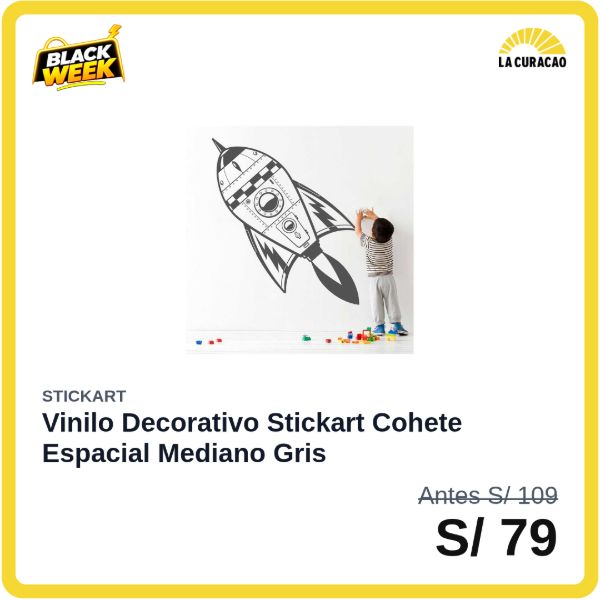 BLACK
WEEK
LA CURACAO
STICKART
Vinilo Decorativo Stickart Cohete
Espacial Mediano Gris
Antes S/ 109
S/ 79